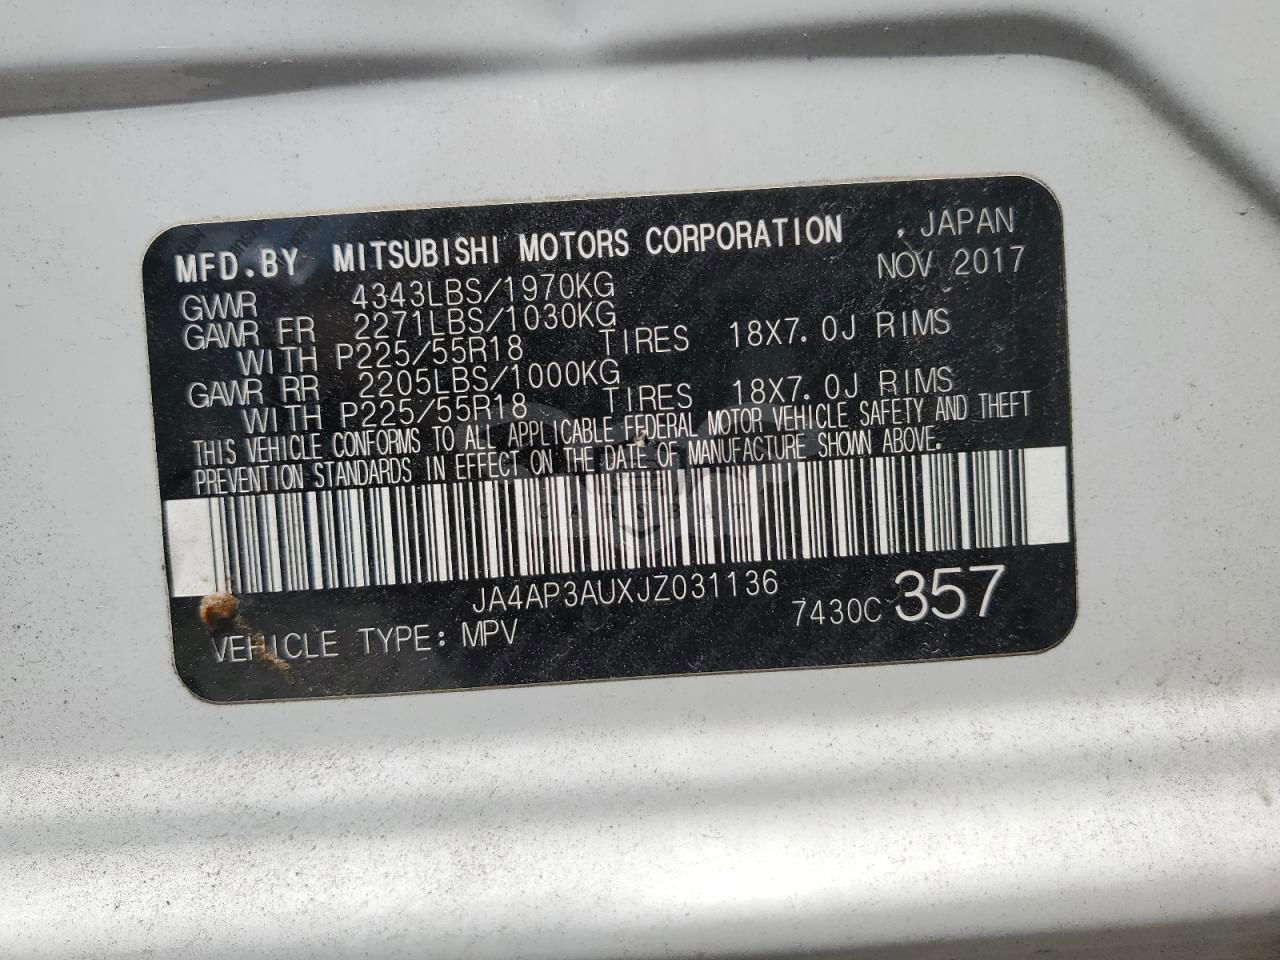 MFD.BY MITSUBISHI MOTORS CORPORATION , JAPAN
NOV 2017
GVWR 4343LBS/1970KG
GAWR FR 2271LBS/1030KG
WITH P225/55R18 TIRES 18X7.0J RIMS
GAWR RR 2205LBS/1000KG
WITH P225/55R18 TIRES 18X7.0J RIMS
THIS VEHICLE CONFORMS TO ALL APPLICABLE FEDERAL MOTOR VEHICLE SAFETY AND THEFT
PREVENTION STANDARDS IN EFFECT ON THE DATE OF MANUFACTURE SHOWN ABOVE.
JA4AP3AUXJZ031136
VEHICLE TYPE: MPV 7430C 357